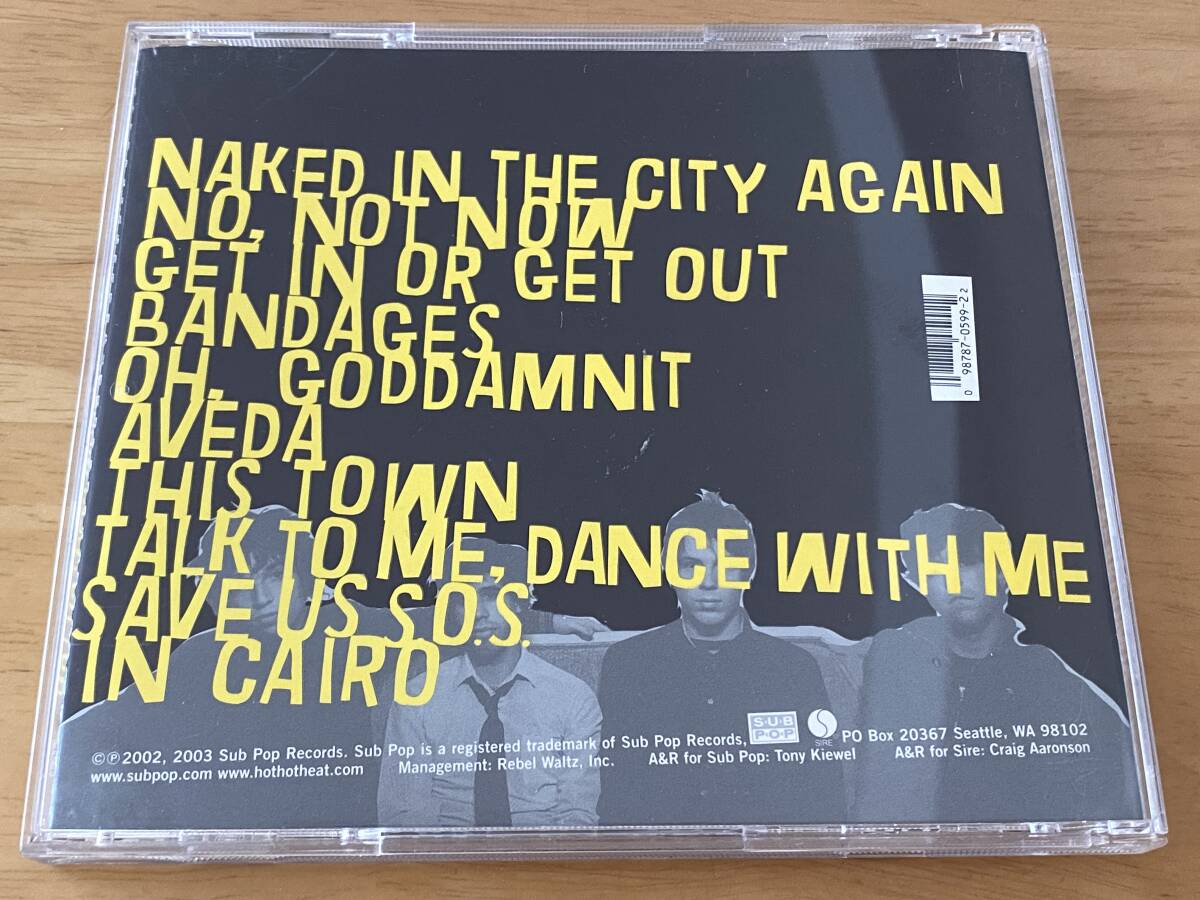 NAKED IN THE CITY AGAIN
NO, NOT NOW
GET IN OR GET OUT
BANDAGES
OH, GODDAMNIT
AVEDA
THIS TOWN
TALK TO ME, DANCE WITH ME
SAVE US S.O.S.
IN CAIRO
0 98787-0599-2 2
©℗2002, 2003 Sub Pop Records. Sub Pop is a registered trademark of Sub Pop Records, SUB POP SIRE PO Box 20367 Seattle, WA 98102
www.subpop.com www.hothotheat.com Management: Rebel Waltz, Inc. A&R for Sub Pop: Tony Kiewel A&R for Sire: Craig Aaronson